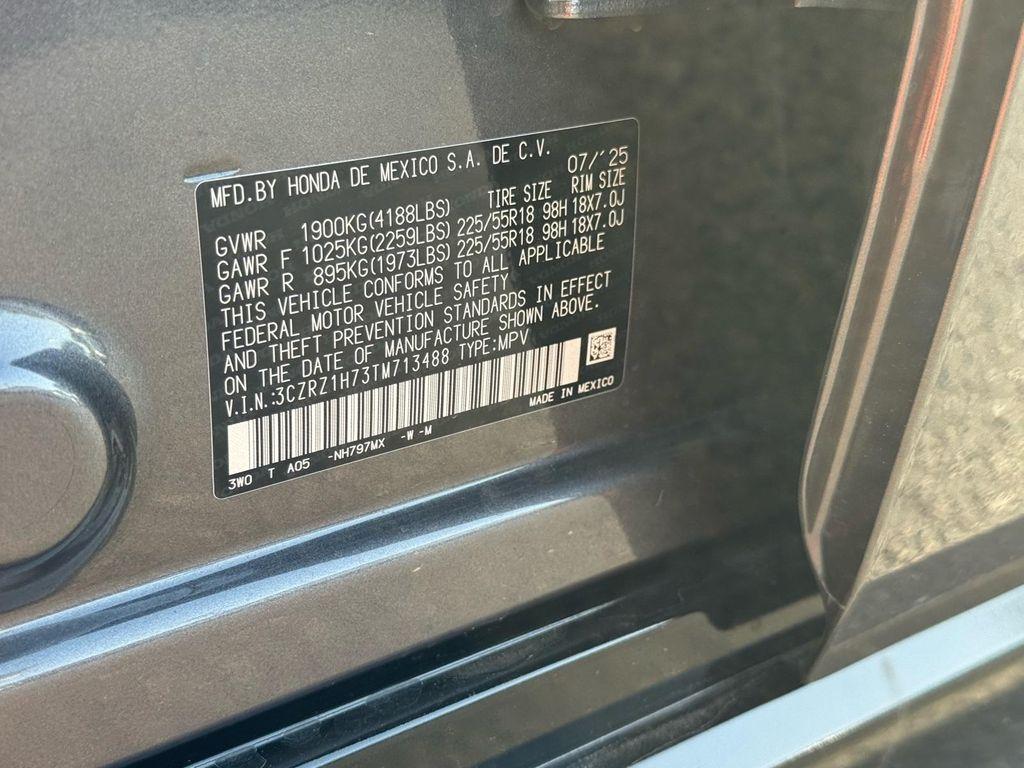 MFD.BY HONDA DE MEXICO S.A. DE C.V. 07/'25
TIRE SIZE RIM SIZE
GVWR 1900KG(4188LBS)
GAWR F 1025KG(2259LBS) 225/55R18 98H 18X7.0J
GAWR R 895KG(1973LBS) 225/55R18 98H 18X7.0J
THIS VEHICLE CONFORMS TO ALL APPLICABLE
FEDERAL MOTOR VEHICLE SAFETY
AND THEFT PREVENTION STANDARDS IN EFFECT
ON THE DATE OF MANUFACTURE SHOWN ABOVE.
V.I.N.:3CZRZ1H73TM713488 TYPE:MPV
MADE IN MEXICO
3W0 T A05 -NH797MX -W -M